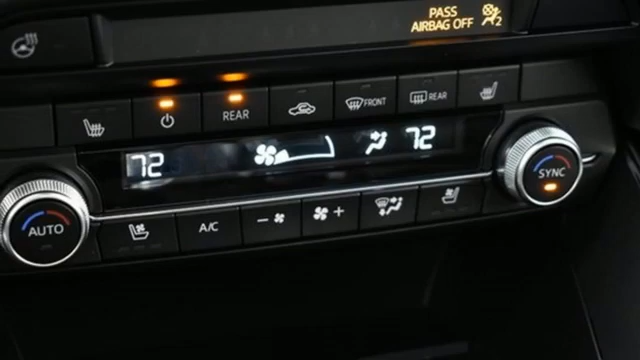 PASS
AIRBAG OFF 2
REAR FRONT REAR
72 72
AUTO A/C - + SYNC